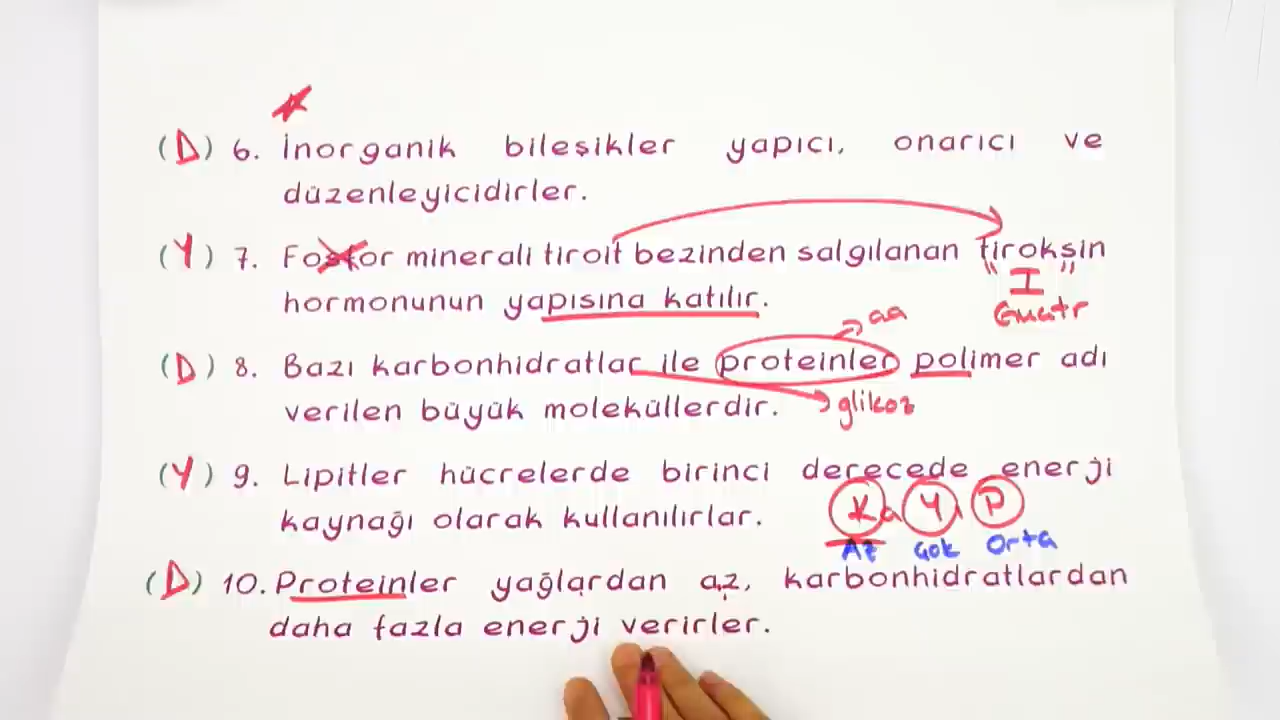 (D) 6. İnorganik bileşikler yapıcı, onarıcı ve
düzenleyicidirler.
(Y) 7. Fosfor minerali tiroit bezinden salgılanan tiroksin
"I"
hormonunun yapısına katılır.
Guatr
aa
(D) 8. Bazı karbonhidratlar ile proteinler polimer adı
verilen büyük moleküllerdir.
glikoz
(Y) 9. Lipitler hücrelerde birinci derecede enerji
kaynağı olarak kullanılırlar.
K a Y a P
Az Çok Orta
(D) 10. Proteinler yağlardan az, karbonhidratlardan
daha fazla enerji verirler.